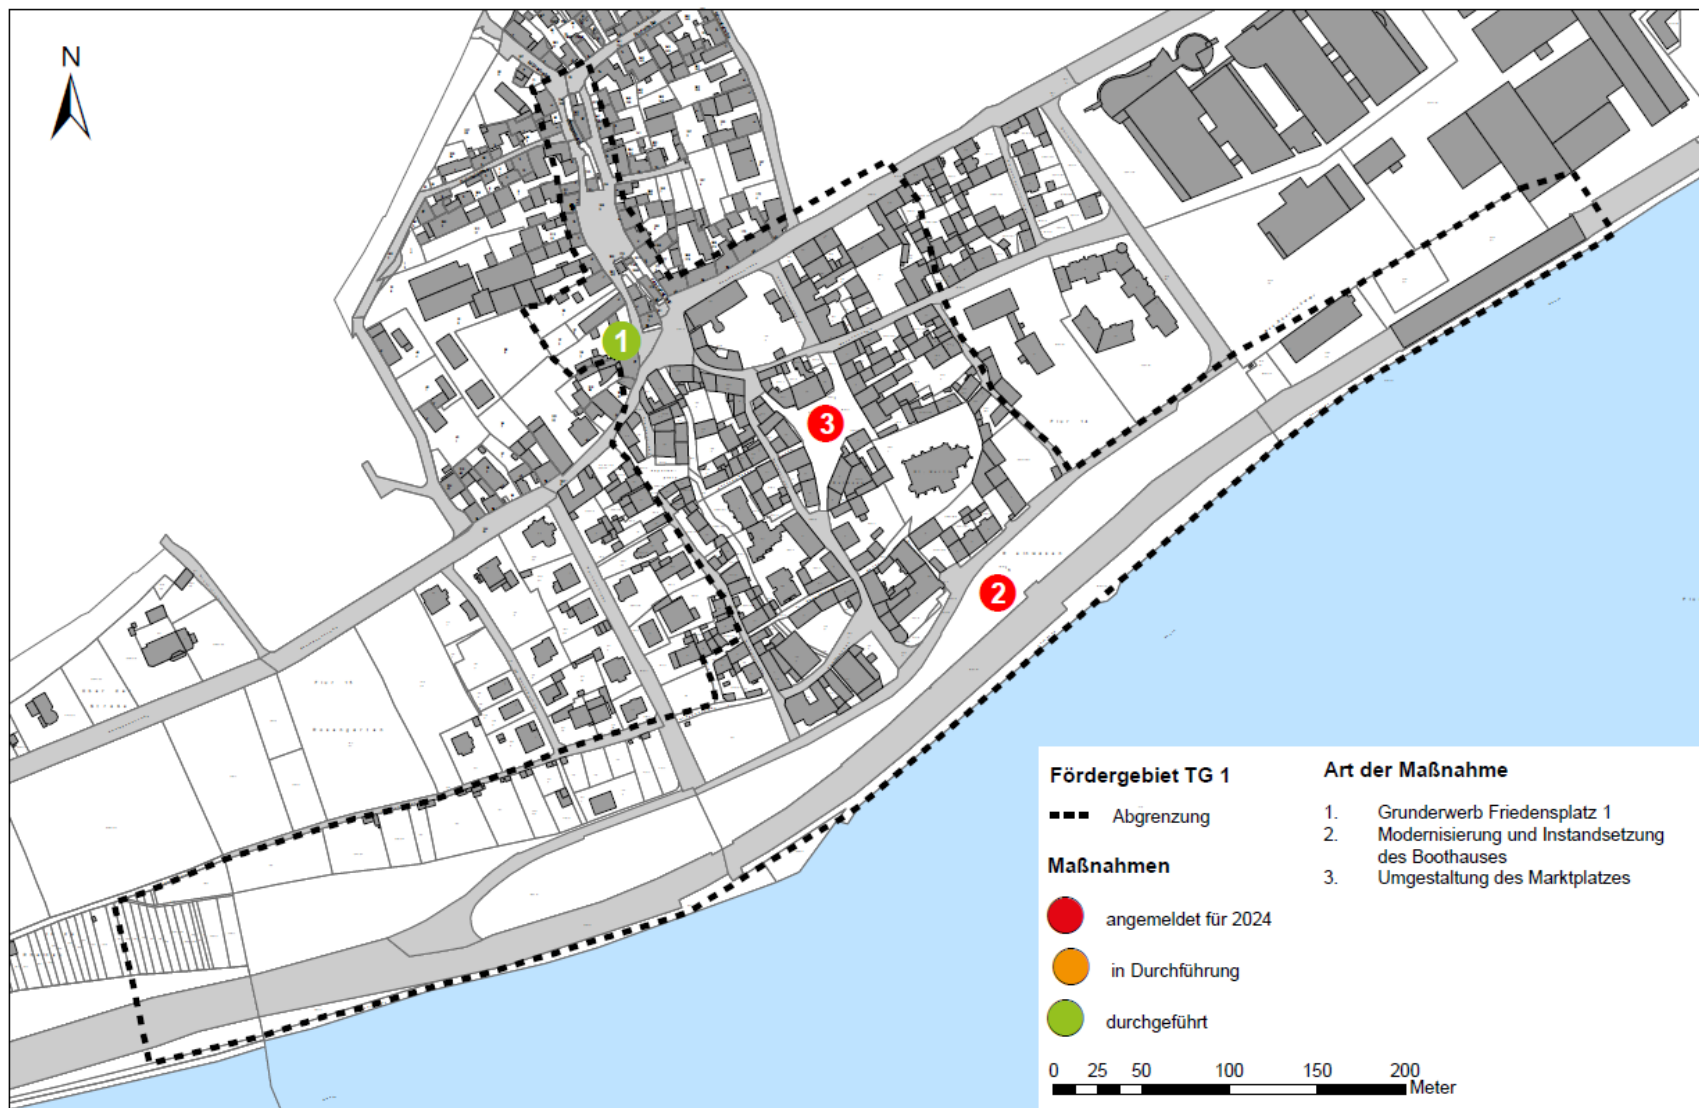 N
1
3
2
Fördergebiet TG 1
Abgrenzung
Maßnahmen
angemeldet für 2024
in Durchführung
durchgeführt
Art der Maßnahme
1. Grunderwerb Friedensplatz 1
2. Modernisierung und Instandsetzung
des Boothauses
3. Umgestaltung des Marktplatzes
0 25 50 100 150 200
Meter